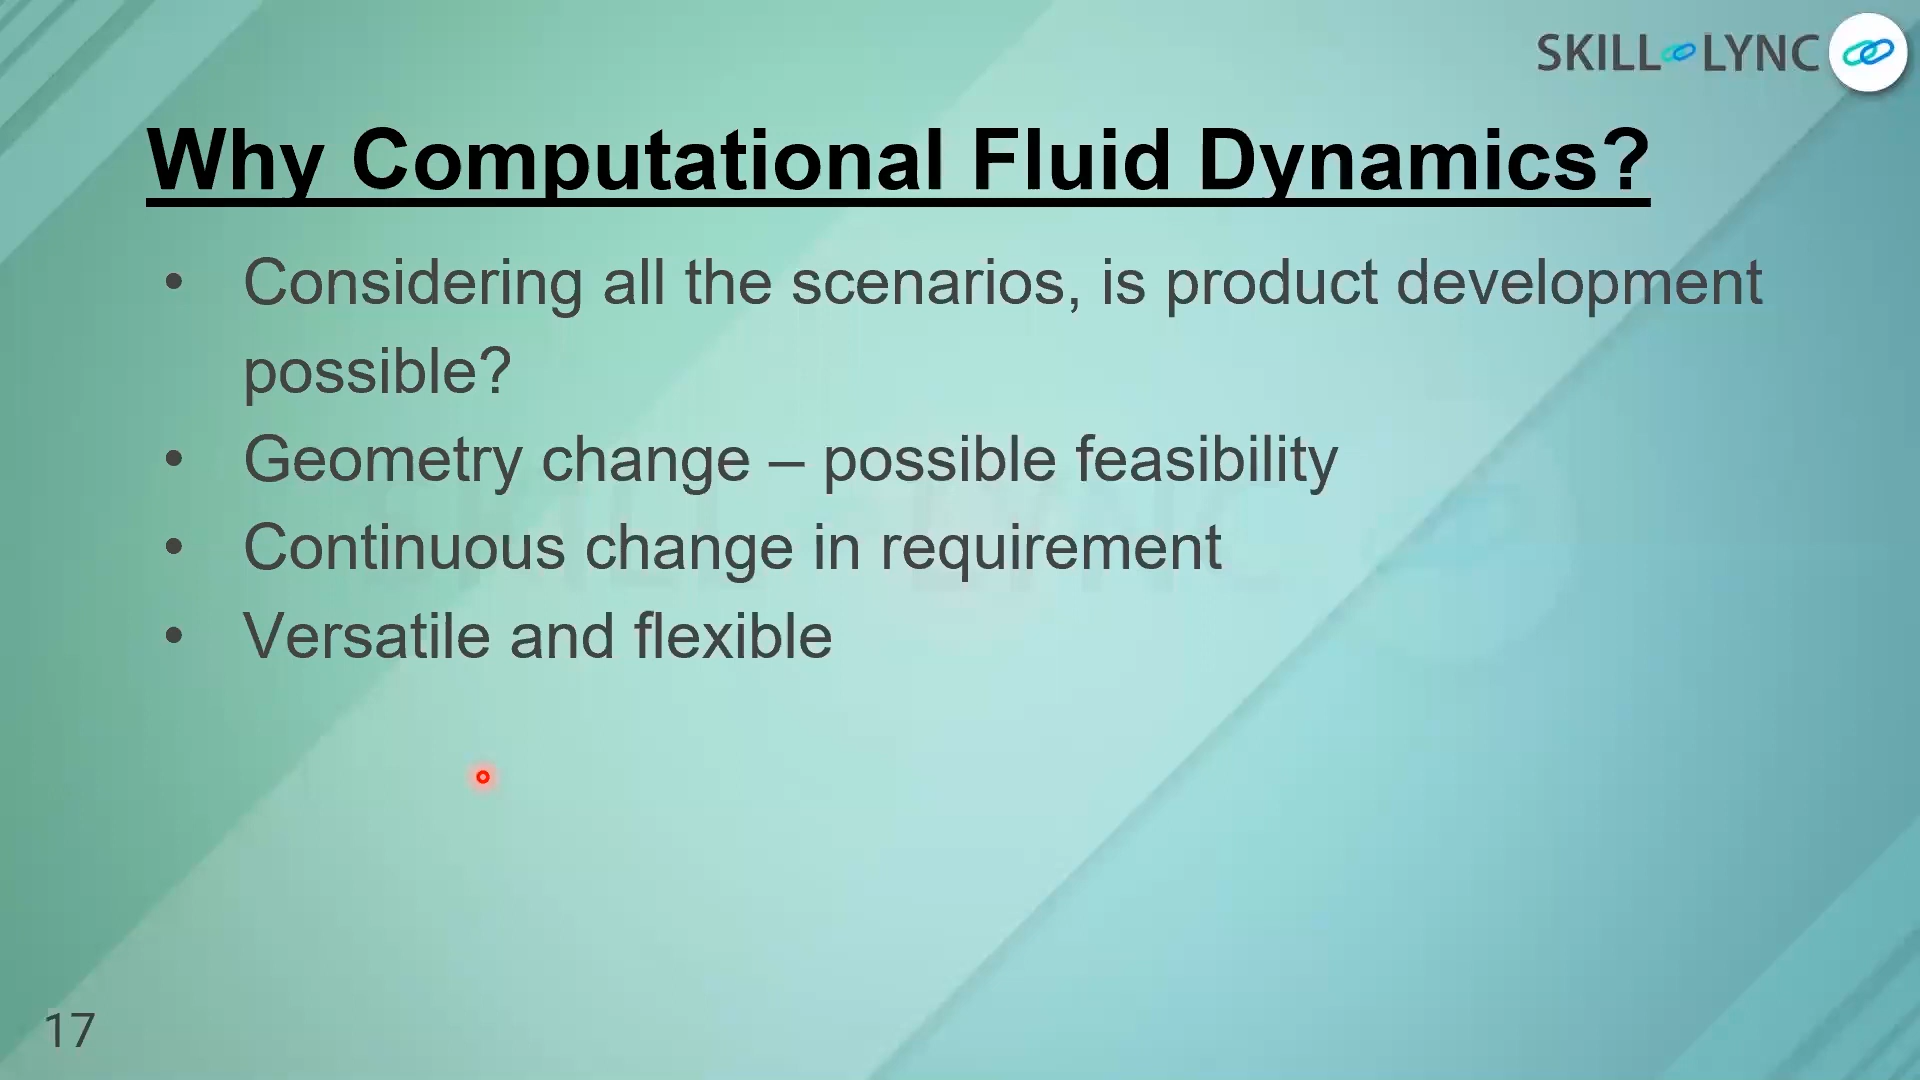 SKILL LYNC
Why Computational Fluid Dynamics?
• Considering all the scenarios, is product development
possible?
• Geometry change – possible feasibility
• Continuous change in requirement
• Versatile and flexible
17